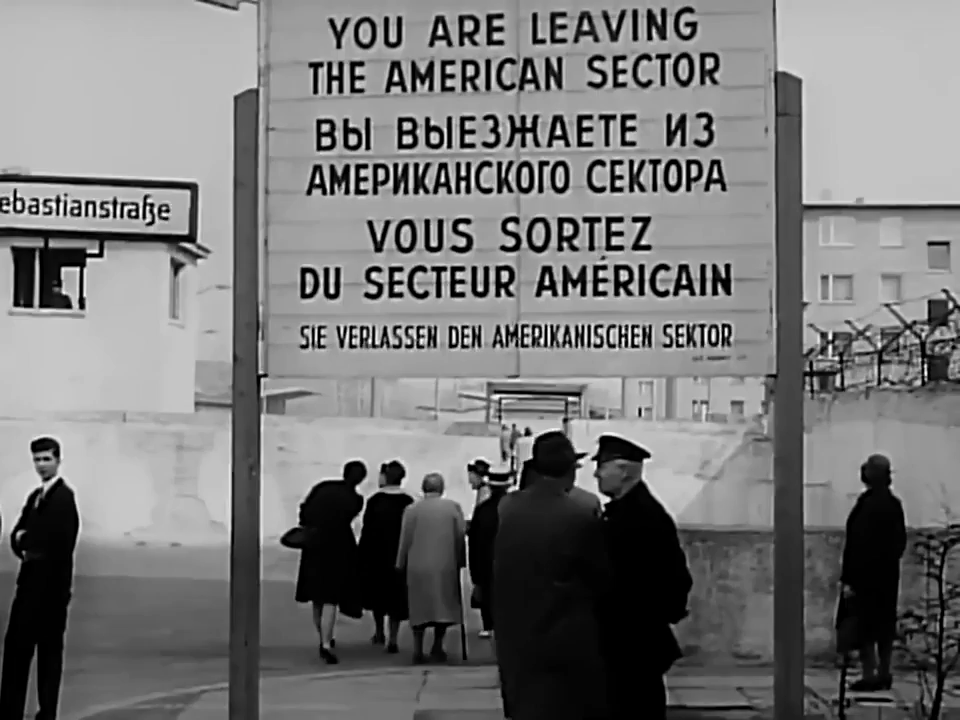 YOU ARE LEAVING
THE AMERICAN SECTOR
ВЫ ВЫЕЗЖАЕТЕ ИЗ
АМЕРИКАНСКОГО СЕКТОРА
VOUS SORTEZ
DU SECTEUR AMÉRICAIN
SIE VERLASSEN DEN AMERIKANISCHEN SEKTOR
ebastianstraße